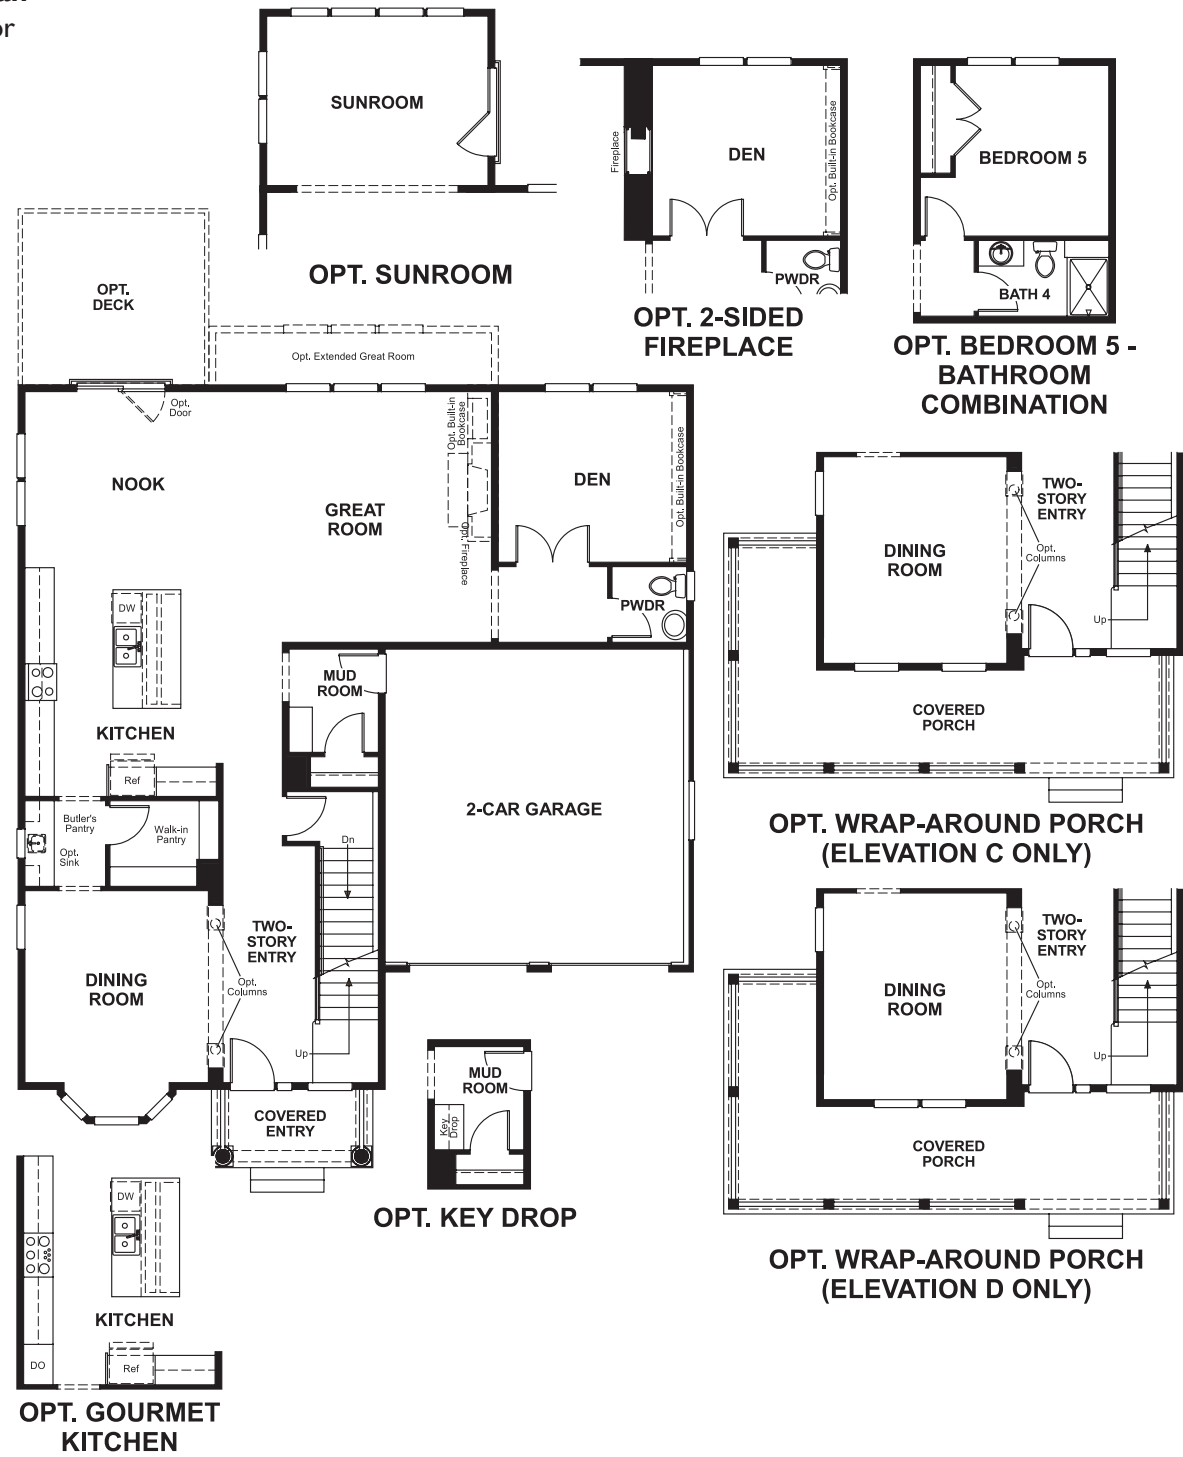 or
SUNROOM
OPT. SUNROOM
Fireplace
DEN
Opt. Built-in Bookcase
PWDR
OPT. 2-SIDED
FIREPLACE
BEDROOM 5
BATH 4
OPT. BEDROOM 5 -
BATHROOM
COMBINATION
OPT.
DECK
Opt. Extended Great Room
Opt.
Door
NOOK
GREAT
ROOM
Opt. Built-in
Bookcase
Opt. Fireplace
DEN
Opt. Built-in Bookcase
PWDR
DW
MUD
ROOM
KITCHEN
Ref
2-CAR GARAGE
Butler's
Pantry
Opt.
Sink
Walk-in
Pantry
Dn
TWO-
STORY
ENTRY
DINING
ROOM
Opt.
Columns
Up
COVERED
ENTRY
DINING
ROOM
TWO-
STORY
ENTRY
Opt.
Columns
Up
COVERED
PORCH
OPT. WRAP-AROUND PORCH
(ELEVATION C ONLY)
DINING
ROOM
TWO-
STORY
ENTRY
Opt.
Columns
Up
COVERED
PORCH
OPT. WRAP-AROUND PORCH
(ELEVATION D ONLY)
MUD
ROOM
Key
Drop
OPT. KEY DROP
DW
KITCHEN
DO
Ref
OPT. GOURMET
KITCHEN